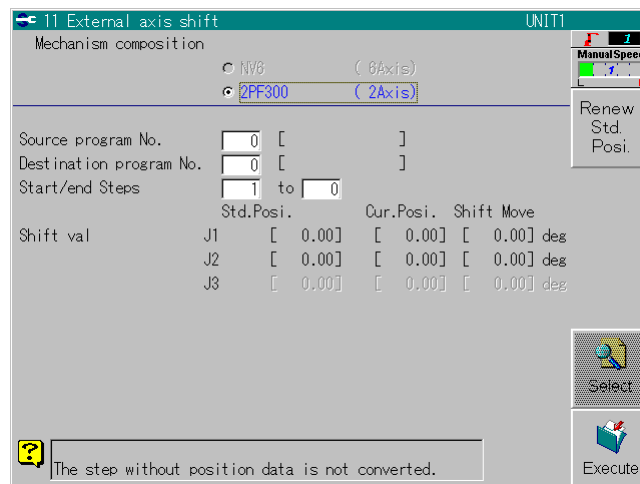 11 External axis shift UNIT1
1
Mechanism composition
Manual Speed
NV6 ( 6Axis)
1
2PF300 ( 2Axis)
Renew
Std.
Posi.
Source program No. 0 [ ]
Destination program No. 0 [ ]
Start/end Steps 1 to 0
Std.Posi. Cur.Posi. Shift Move
Shift val J1 [ 0.00] [ 0.00] [ 0.00] deg
J2 [ 0.00] [ 0.00] [ 0.00] deg
J3 [ 0.00] [ 0.00] [ 0.00] deg
Select
The step without position data is not converted.
Execute